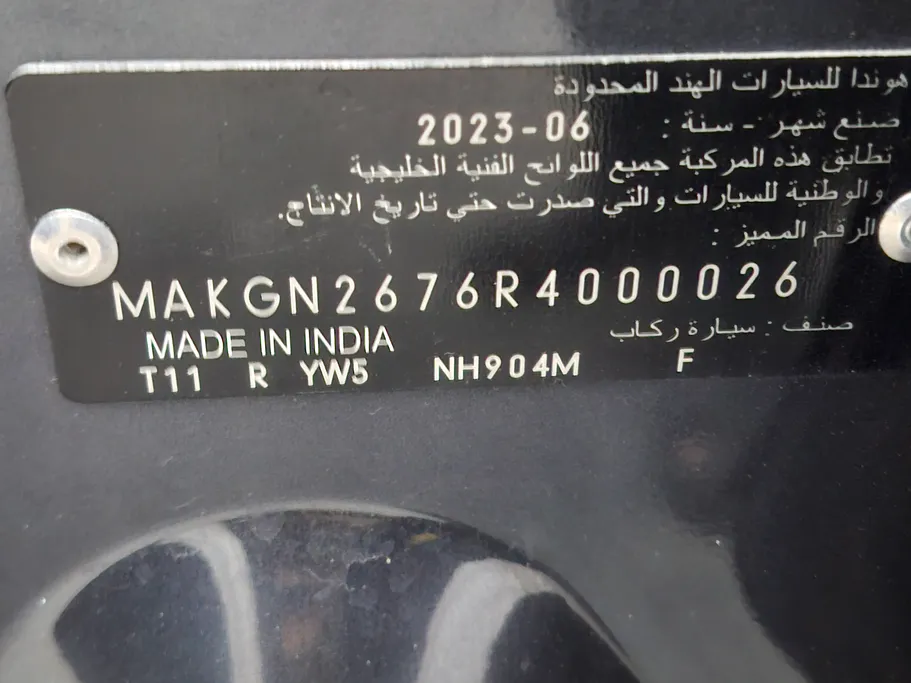 هوندا للسيارات الهند المحدودة
صنع شهر - سنة : 2023-06
تطابق هذه المركبة جميع اللوائح الفنية الخليجية
والوطنية للسيارات والتي صدرت حتي تاريخ الانتاج.
الرقم المميز :
MAKGN2676R4000026
صنف : سيارة ركاب
MADE IN INDIA
T11 R YW5 NH904M F